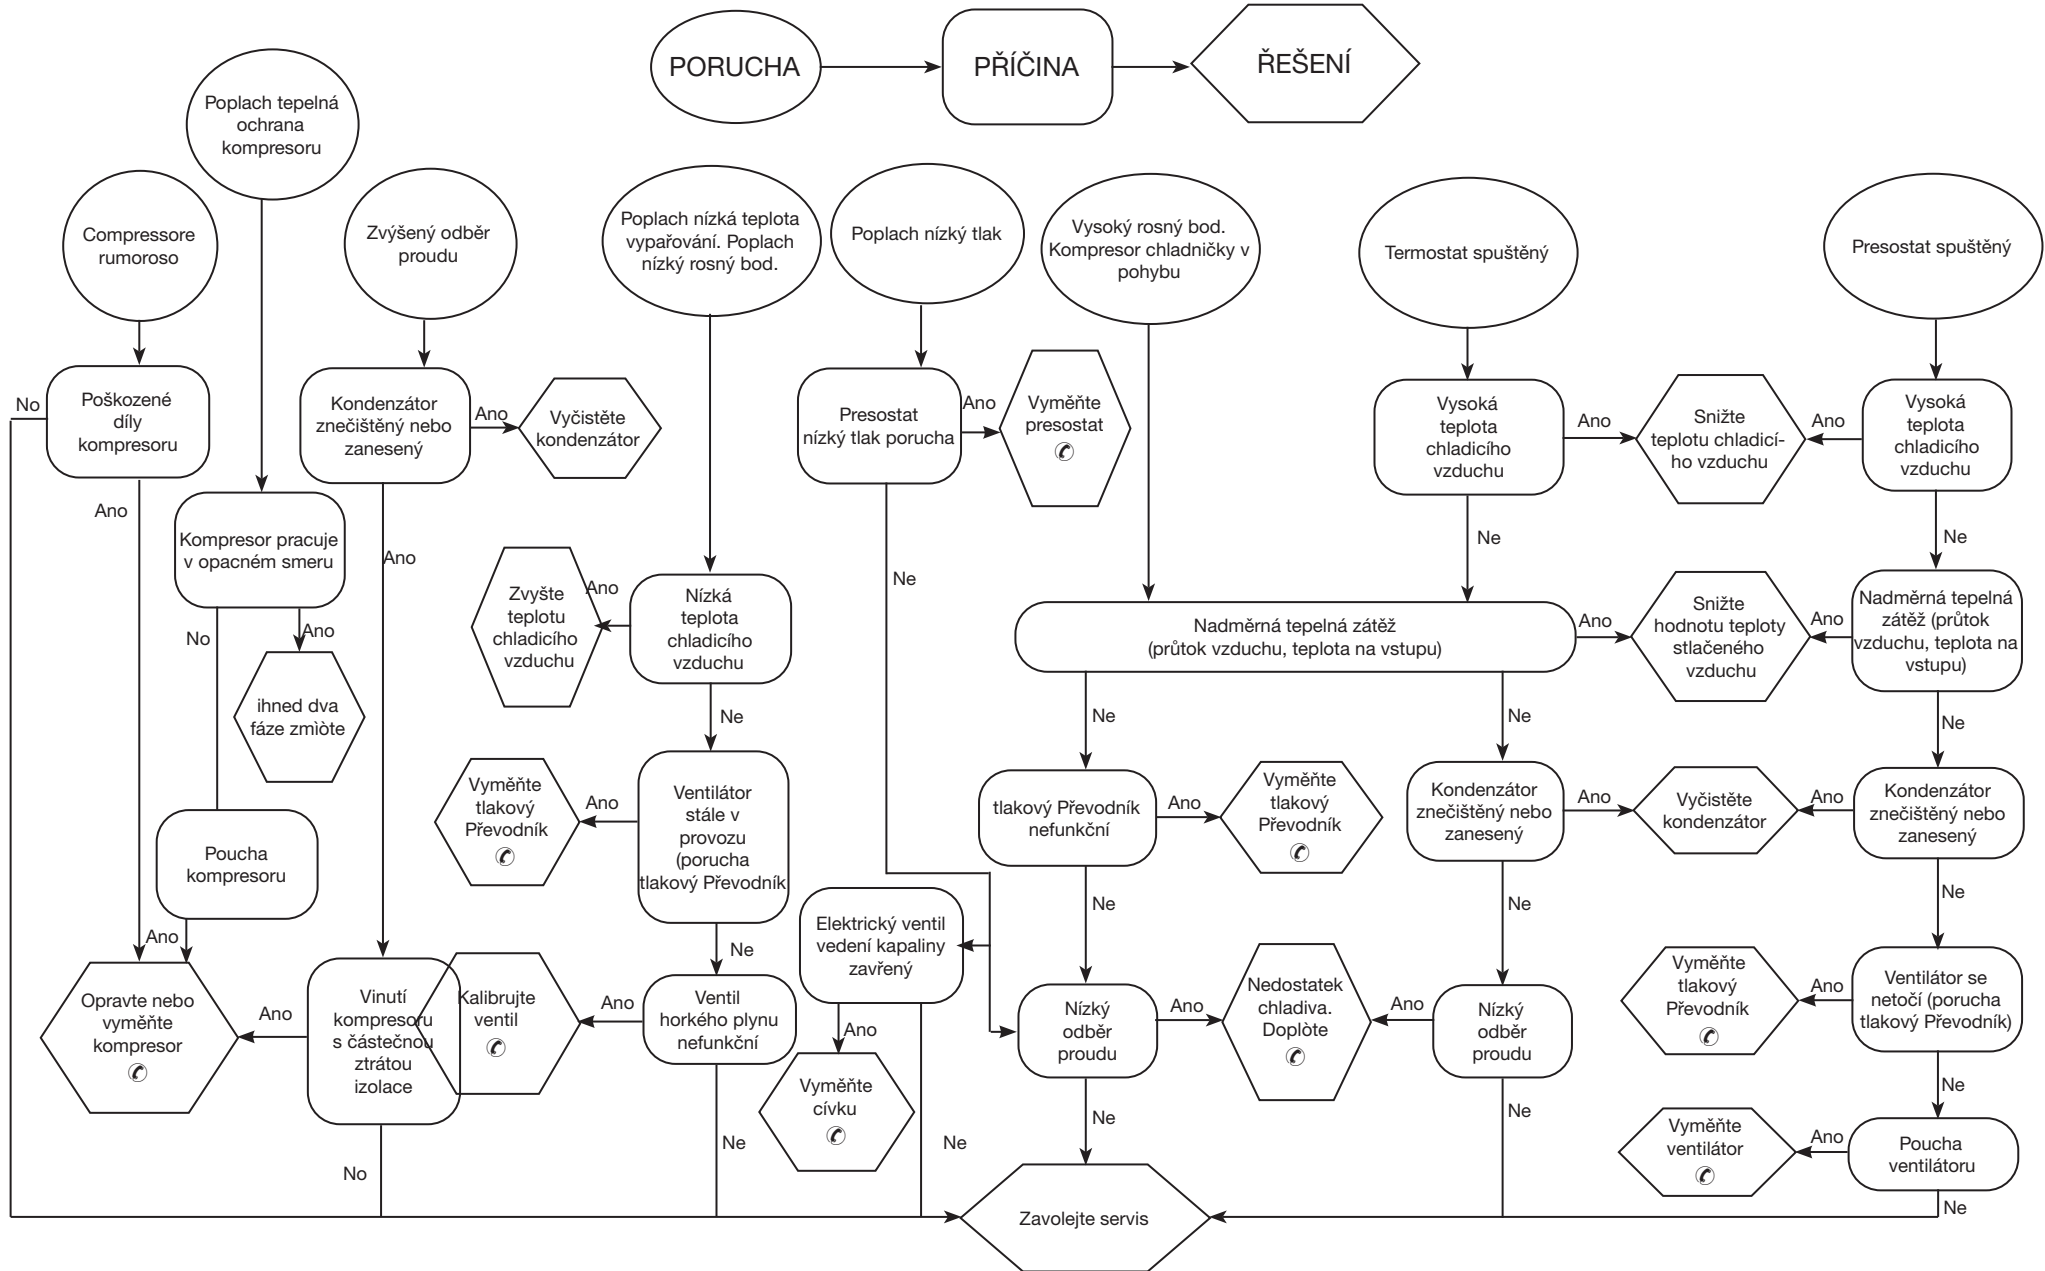 PORUCHA
PŘÍČINA
ŘEŠENÍ
Poplach tepelná
ochrana
kompresoru
Compressore
rumoroso
Zvýšený odběr
proudu
Poplach nízká teplota
vypařování. Poplach
nízký rosný bod.
Poplach nízký tlak
Vysoký rosný bod.
Kompresor chladničky v
pohybu
Termostat spuštěný
Presostat spuštěný
No
Poškozené
díly
kompresoru
Ano
Kondenzátor
znečištěný nebo
zanesený
Ano
Vyčistěte
kondenzátor
Presostat
nízký tlak porucha
Ano
Vyměňte
presostat
✆
Vysoká
teplota
chladicího
vzduchu
Ano
Snižte
teplotu chladicí-
ho vzduchu
Ano
Vysoká
teplota
chladicího
vzduchu
Kompresor pracuje
v opacném smeru
Ano
Ne
Ne
Ne
No
Ano
ihned dva
fáze zmìòte
Zvyšte
teplotu
chladicího
vzduchu
Ano
Nízká
teplota
chladicího
vzduchu
Nadměrná tepelná zátěž
(průtok vzduchu, teplota na vstupu)
Ano
Snižte
hodnotu teploty
stlačeného
vzduchu
Ano
Nadměrná tepelná
zátěž (průtok
vzduchu, teplota na
vstupu)
Ne
Ne
Ne
Ne
Vyměňte
tlakový
Převodník
✆
Ano
Ventilátor
stále v
provozu
(porucha
tlakový Převodník
tlakový Převodník
nefunkční
Ano
Vyměňte
tlakový
Převodník
✆
Kondenzátor
znečištěný nebo
zanesený
Ano
Vyčistěte
kondenzátor
Ano
Kondenzátor
znečištěný nebo
zanesený
Poucha
kompresoru
Ano
Ne
Ne
Ne
Ne
Elektrický ventil
vedení kapaliny
zavřený
Opravte nebo
vyměňte
kompresor
✆
Ano
Vinutí
kompresoru
s částečnou
ztrátou
izolace
Kalibrujte
ventil
✆
Ano
Ventil
horkého plynu
nefunkční
Ano
Vyměňte
cívku
✆
Nízký
odběr
proudu
Ano
Nedostatek
chladiva.
Doplòte
✆
Ano
Nízký
odběr
proudu
Vyměňte
tlakový
Převodník
✆
Ano
Ventilátor se
netočí (porucha
tlakový Převodník)
Ne
Ne
Ne
Ne
Ne
No
Vyměňte
ventilátor
✆
Ano
Poucha
ventilátoru
Ne
Zavolejte servis